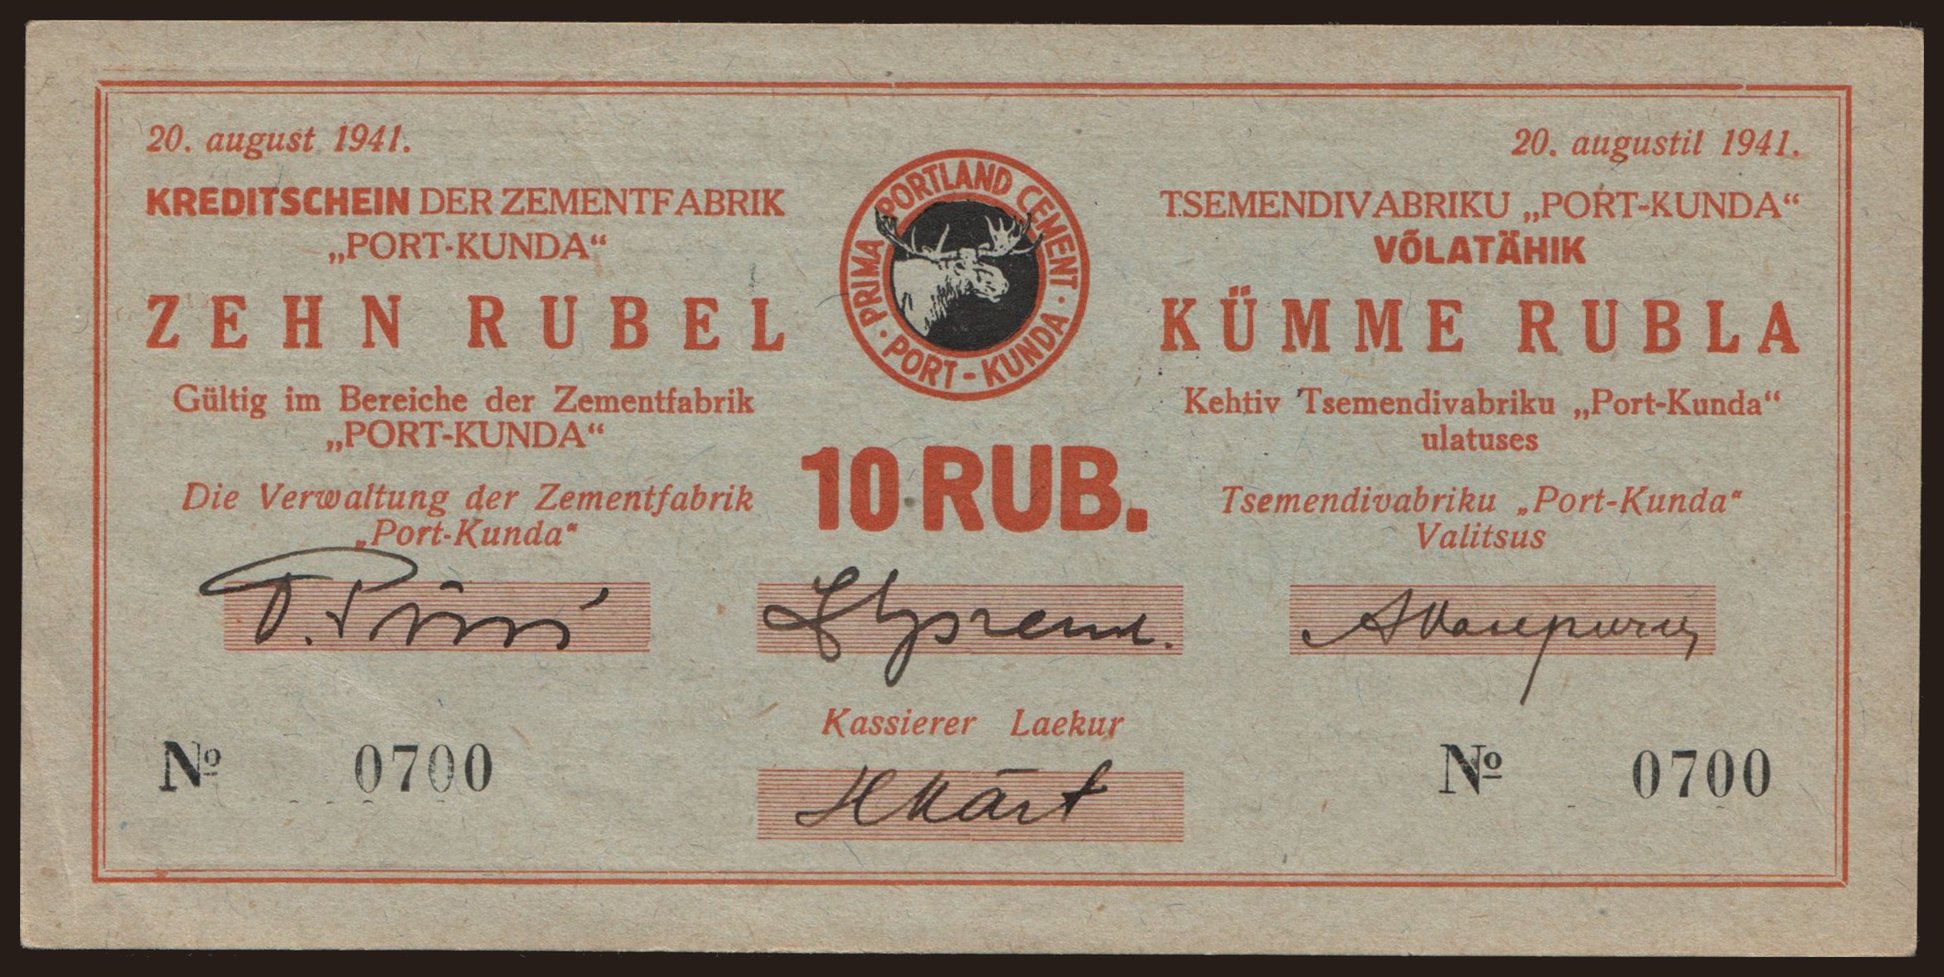 20. august 1941.
KREDITSCHEIN DER ZEMENTFABRIK
„PORT-KUNDA“
ZEHN RUBEL
Gültig im Bereiche der Zementfabrik
„PORT-KUNDA“
Die Verwaltung der Zementfabrik
„Port-Kunda“
PRIMA PORTLAND CEMENT · PORT-KUNDA ·
10 RUB.
20. augustil 1941.
TSEMENDIVABRIKU „PORT-KUNDA“
VÕLATÄHIK
KÜMME RUBLA
Kehtiv Tsemendivabriku „Port-Kunda“
ulatuses
Tsemendivabriku „Port-Kunda“
Valitsus
Kassierer Laekur
№ 0700
№ 0700